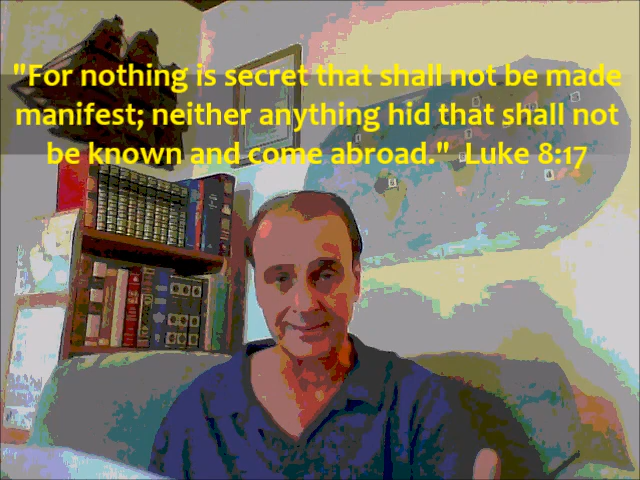 "For nothing is secret that shall not be made
manifest; neither anything hid that shall not
be known and come abroad."  Luke 8:17